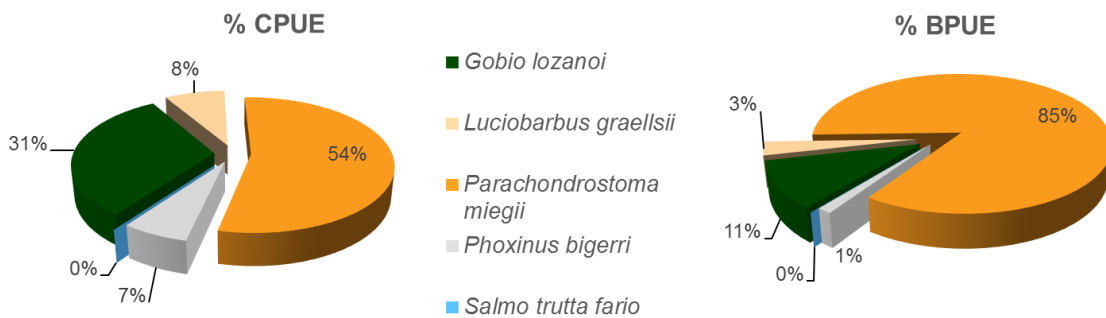 % CPUE
8%
31%
54%
0%
7%
Gobio lozanoi
Luciobarbus graellsii
Parachondrostoma
miegii
Phoxinus bigerri
Salmo trutta fario
% BPUE
3%
85%
11%
0%
1%